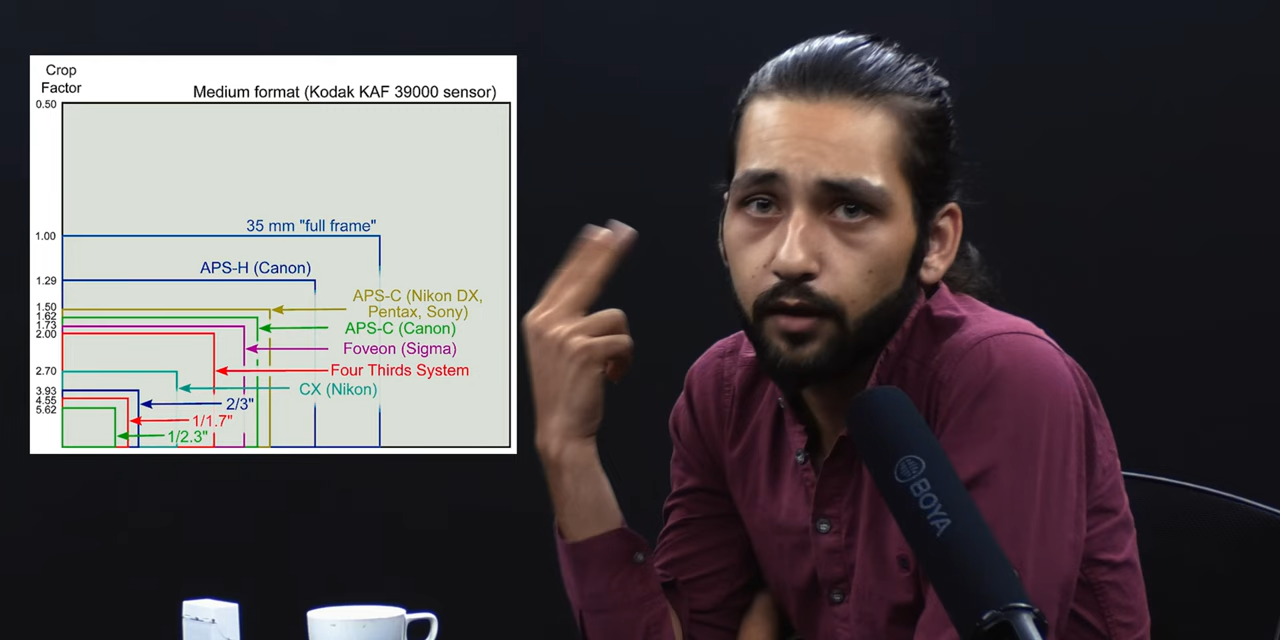 Crop
Factor
Medium format (Kodak KAF 39000 sensor)
0.50
35 mm "full frame"
1.00
APS-H (Canon)
1.29
APS-C (Nikon DX,
Pentax, Sony)
1.50
1.62
APS-C (Canon)
1.73
2.00
Foveon (Sigma)
Four Thirds System
2.70
CX (Nikon)
3.93
2/3"
4.55
1/1.7"
5.62
1/2.3"
BOYA